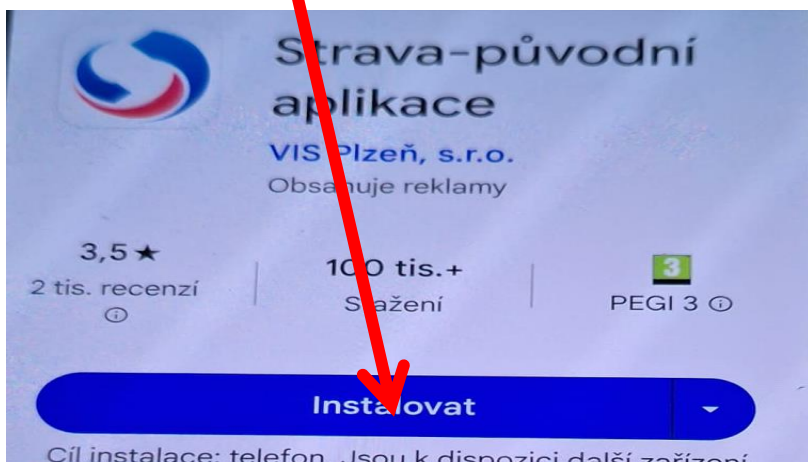 Strava-původní
aplikace
VIS Plzeň, s.r.o.
Obsahuje reklamy
3,5★
2 tis. recenzí
100 tis.+
Stažení
3
PEGI 3
Instalovat
Cíl instalace: telefon. Jsou k dispozici další zařízení.